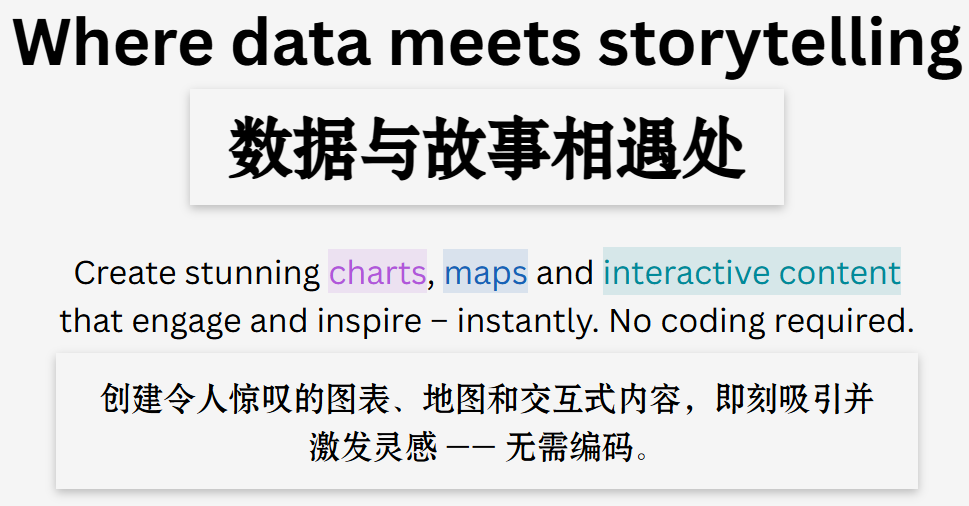 Where data meets storytelling
数据与故事相遇处
Create stunning charts, maps and interactive content
that engage and inspire – instantly. No coding required.
创建令人惊叹的图表、地图和交互式内容，即刻吸引并
激发灵感 —— 无需编码。